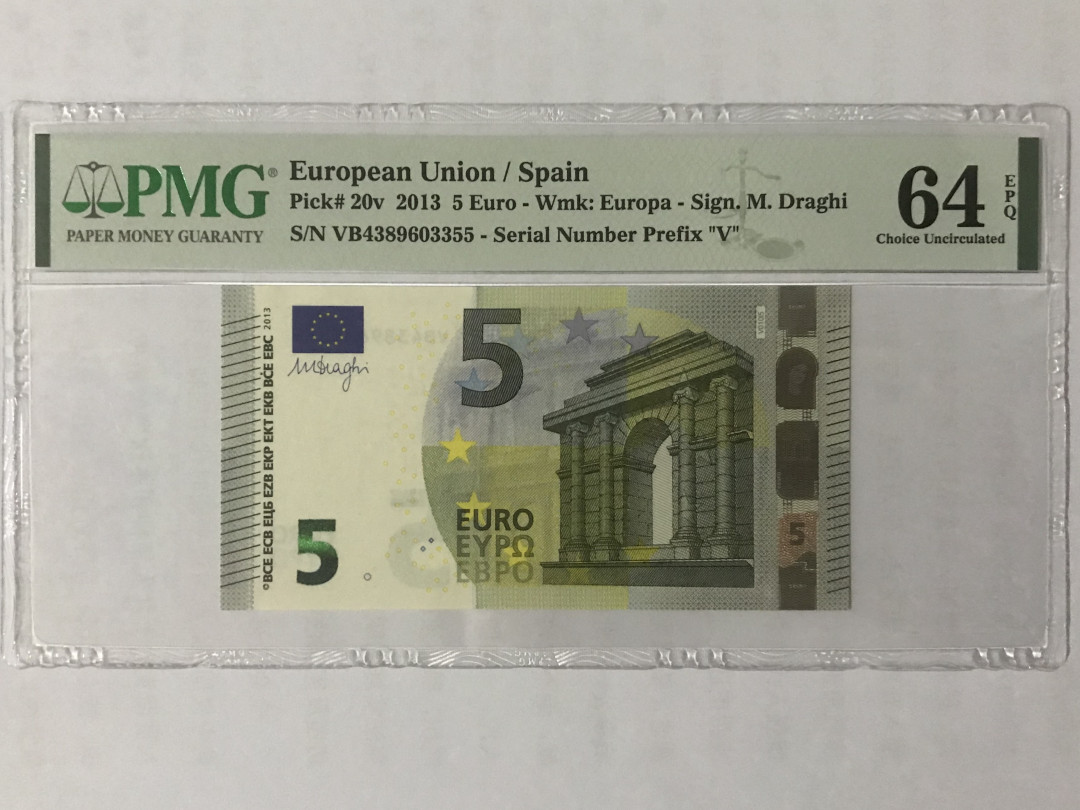 PMG®
PAPER MONEY GUARANTY
European Union / Spain
Pick# 20v 2013 5 Euro - Wmk: Europa - Sign. M. Draghi
S/N VB4389603355 - Serial Number Prefix "V"
64
EPQ
Choice Uncirculated
©BCE ECB ЕЦБ EZB EKP EKT EKB BĊE EBC 2013
MDraghi
5
5
EURO
ΕΥΡΩ
ЕВРО
5